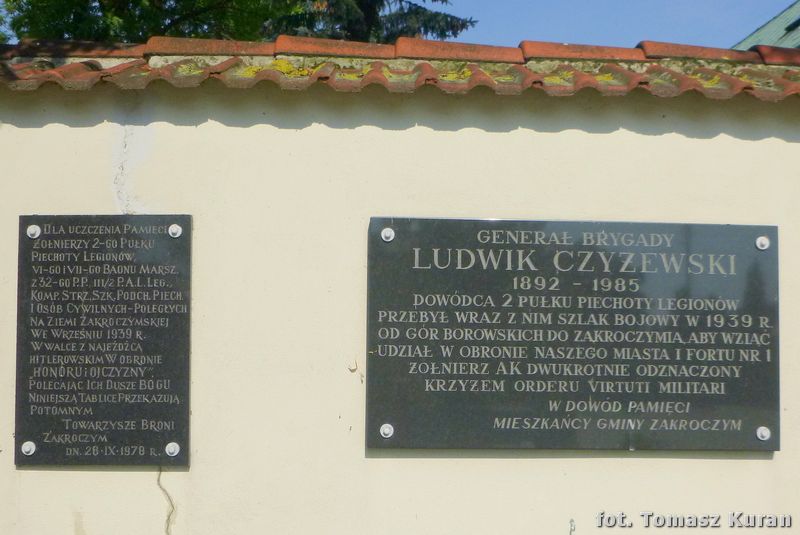 DLA UCZCZENIA PAMIĘCI
ŻOŁNIERZY 2-GO PUŁKU
PIECHOTY LEGIONÓW,
VI-GO I VII-GO BAONU MARSZ.
Z 32-GO P.P. III/2 P.A.L. LEG.,
KOMP. STRZ. SZK. PODCH. PIECH.
I OSÓB CYWILNYCH-POLEGŁYCH
NA ZIEMI ZAKROCZYMSKIEJ
WE WRZEŚNIU 1939 R.
W WALCE Z NAJEŹDŹCĄ
HITLEROWSKIM W OBRONIE
„HONORU I OJCZYZNY”
POLECAJĄC ICH DUSZE BOGU
NINIEJSZĄ TABLICE PRZEKAZUJĄ
POTOMNYM
TOWARZYSZE BRONI
ZAKROCZYM
DN. 28·IX·1978 R.
GENERAŁ BRYGADY
LUDWIK CZYŻEWSKI
1892 - 1985
DOWÓDCA 2 PUŁKU PIECHOTY LEGIONÓW
PRZEBYŁ WRAZ Z NIM SZLAK BOJOWY W 1939 R.
OD GÓR BOROWSKICH DO ZAKROCZYMIA, ABY WZIĄĆ
UDZIAŁ W OBRONIE NASZEGO MIASTA I FORTU NR 1
ŻOŁNIERZ AK DWUKROTNIE ODZNACZONY
KRZYŻEM ORDERU VIRTUTI MILITARI
W DOWÓD PAMIĘCI
MIESZKAŃCY GMINY ZAKROCZYM
fot. Tomasz Kuran